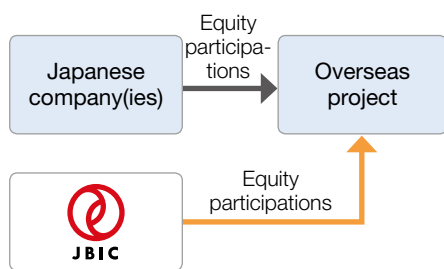 Equity
participa-
tions
Japanese
company(ies)
Overseas
project
Equity
participations
JBIC